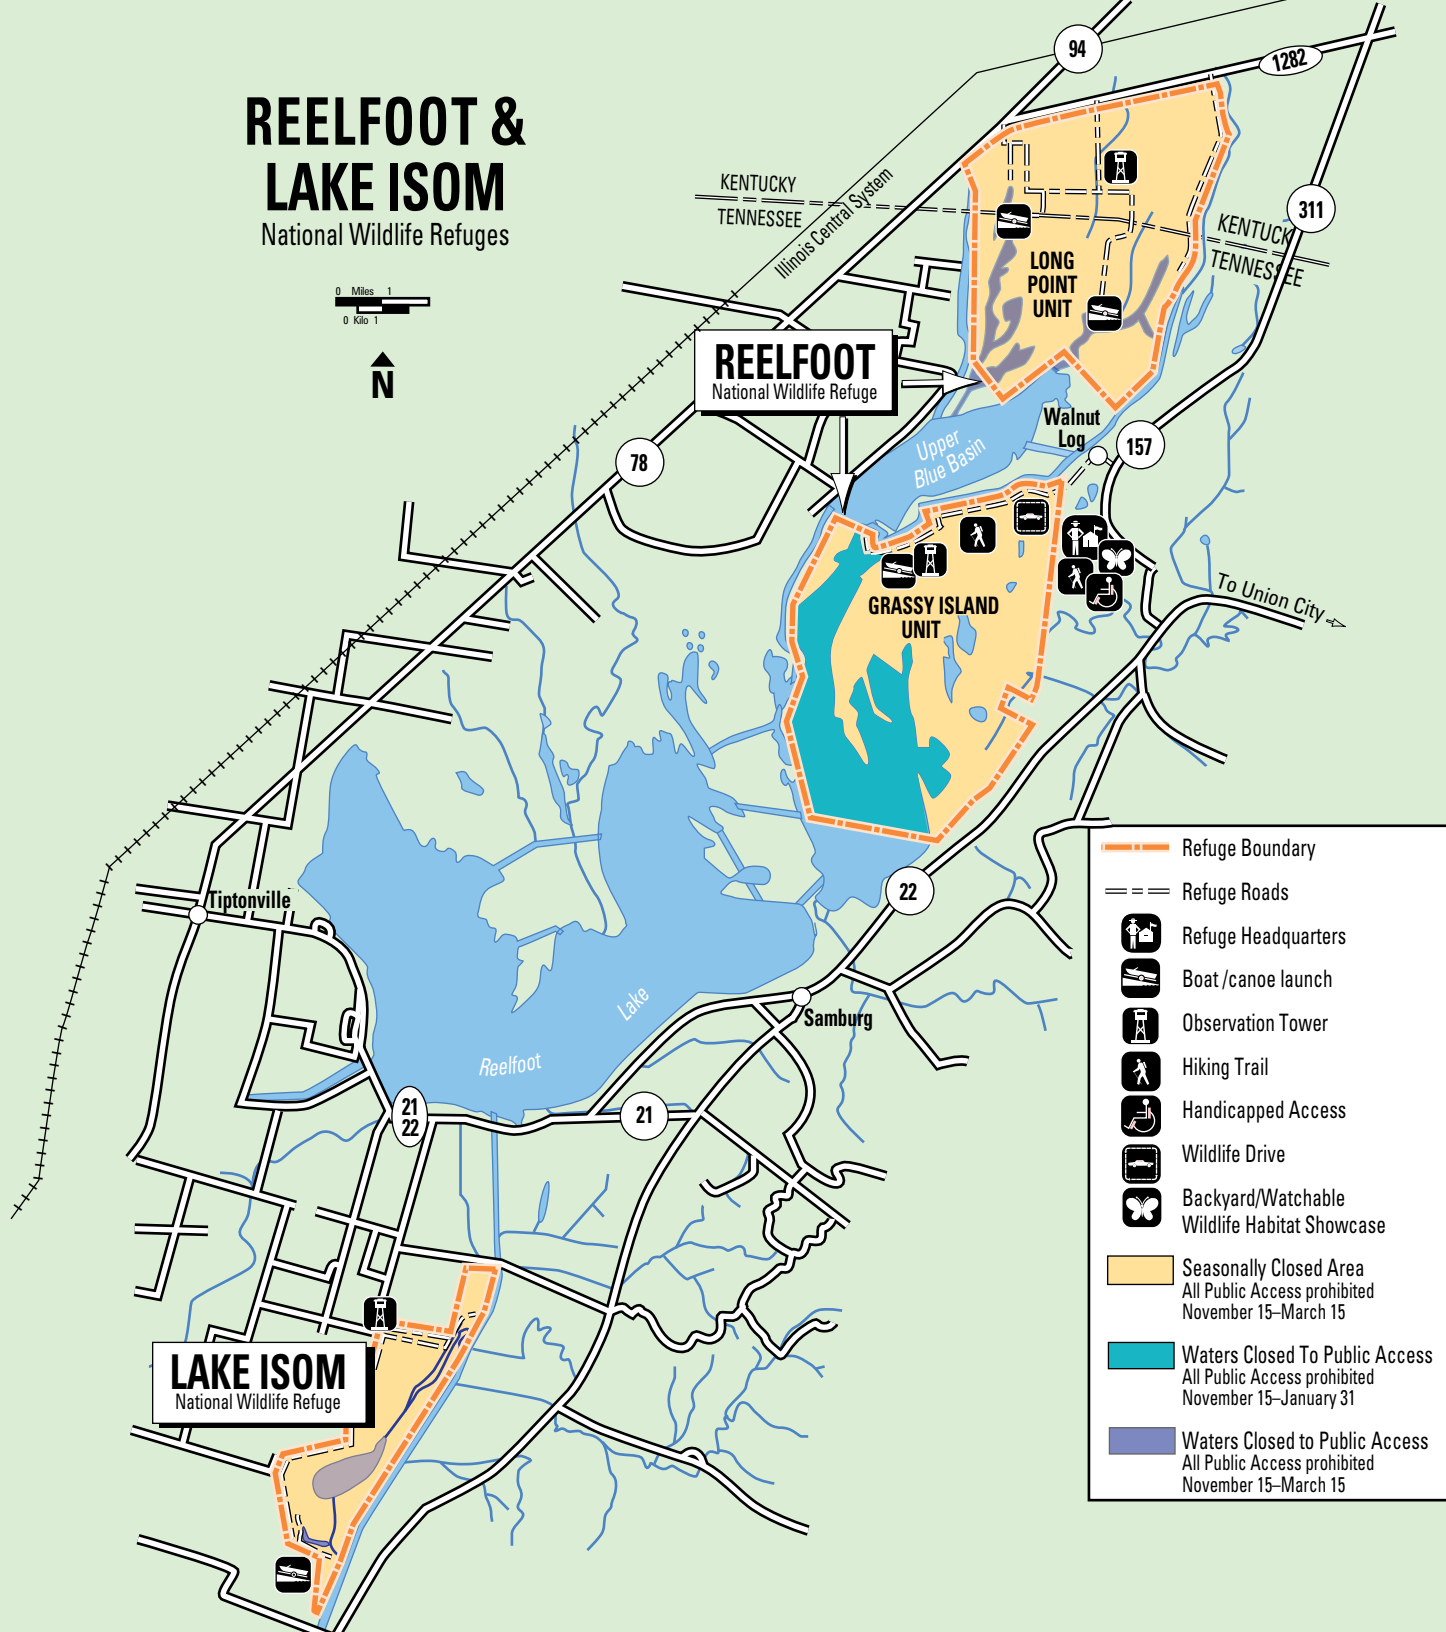 REELFOOT &
LAKE ISOM
National Wildlife Refuges
0 Miles 1
0 Kilo 1
N
94
1282
KENTUCKY
TENNESSEE
Illinois Central System
311
KENTUCK
TENNESSEE
LONG
POINT
UNIT
REELFOOT
National Wildlife Refuge
Walnut
Log
Upper
Blue Basin
157
78
GRASSY ISLAND
UNIT
To Union City
Tiptonville
22
Lake
Reelfoot
Samburg
21
22
21
LAKE ISOM
National Wildlife Refuge
Refuge Boundary
Refuge Roads
Refuge Headquarters
Boat/canoe launch
Observation Tower
Hiking Trail
Handicapped Access
Wildlife Drive
Backyard/Watchable
Wildlife Habitat Showcase
Seasonally Closed Area
All Public Access prohibited
November 15–March 15
Waters Closed To Public Access
All Public Access prohibited
November 15–January 31
Waters Closed to Public Access
All Public Access prohibited
November 15–March 15